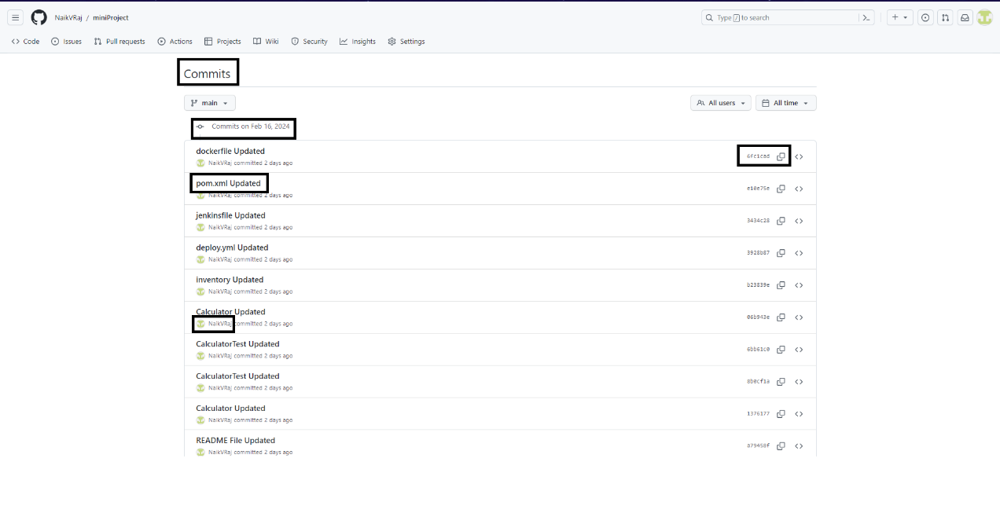 NaikVRaj / miniProject
Type / to search
Code Issues Pull requests Actions Projects Wiki Security Insights Settings
Commits
main All users All time
Commits on Feb 16, 2024
dockerfile Updated
NaikVRaj committed 2 days ago
6fc1cad
pom.xml Updated
NaikVRaj committed 2 days ago
e10e75e
jenkinsfile Updated
NaikVRaj committed 2 days ago
3434c28
deploy.yml Updated
NaikVRaj committed 2 days ago
3928b87
inventory Updated
NaikVRaj committed 2 days ago
b23839e
Calculator Updated
NaikVRaj committed 2 days ago
06b943e
CalculatorTest Updated
NaikVRaj committed 2 days ago
6bb61c0
CalculatorTest Updated
NaikVRaj committed 2 days ago
8b0cf1a
Calculator Updated
NaikVRaj committed 2 days ago
1376177
README File Updated
NaikVRaj committed 2 days ago
a79458f